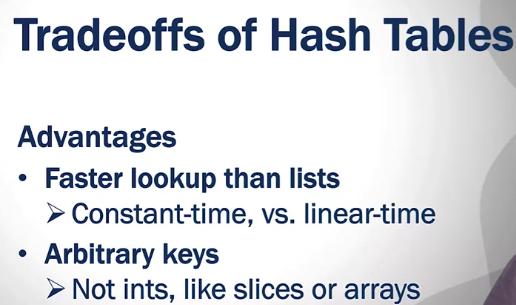 Tradeoffs of Hash Tables
Advantages
• Faster lookup than lists
➢ Constant-time, vs. linear-time
• Arbitrary keys
➢ Not ints, like slices or arrays